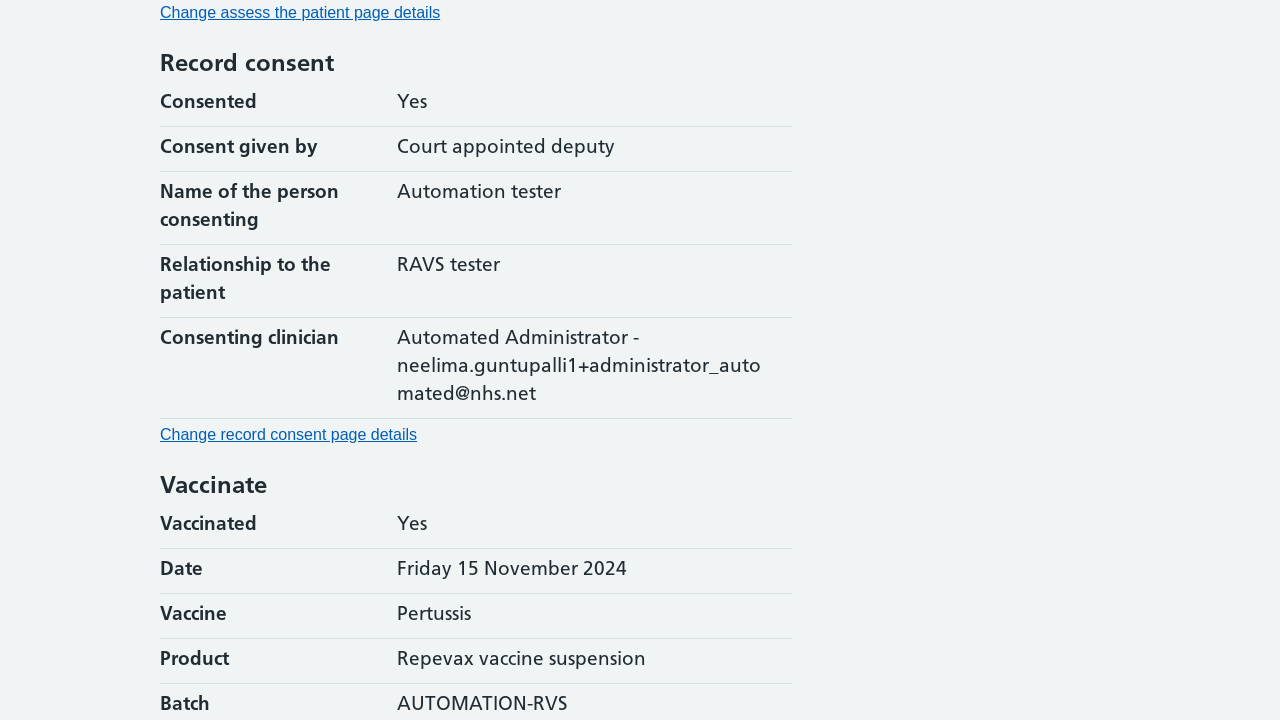 Change assess the patient page details
Record consent
Consented Yes
Consent given by Court appointed deputy
Name of the person consenting Automation tester
Relationship to the patient RAVS tester
Consenting clinician Automated Administrator -
neelima.guntupalli1+administrator_auto
mated@nhs.net
Change record consent page details
Vaccinate
Vaccinated Yes
Date Friday 15 November 2024
Vaccine Pertussis
Product Repevax vaccine suspension
Batch AUTOMATION-RVS